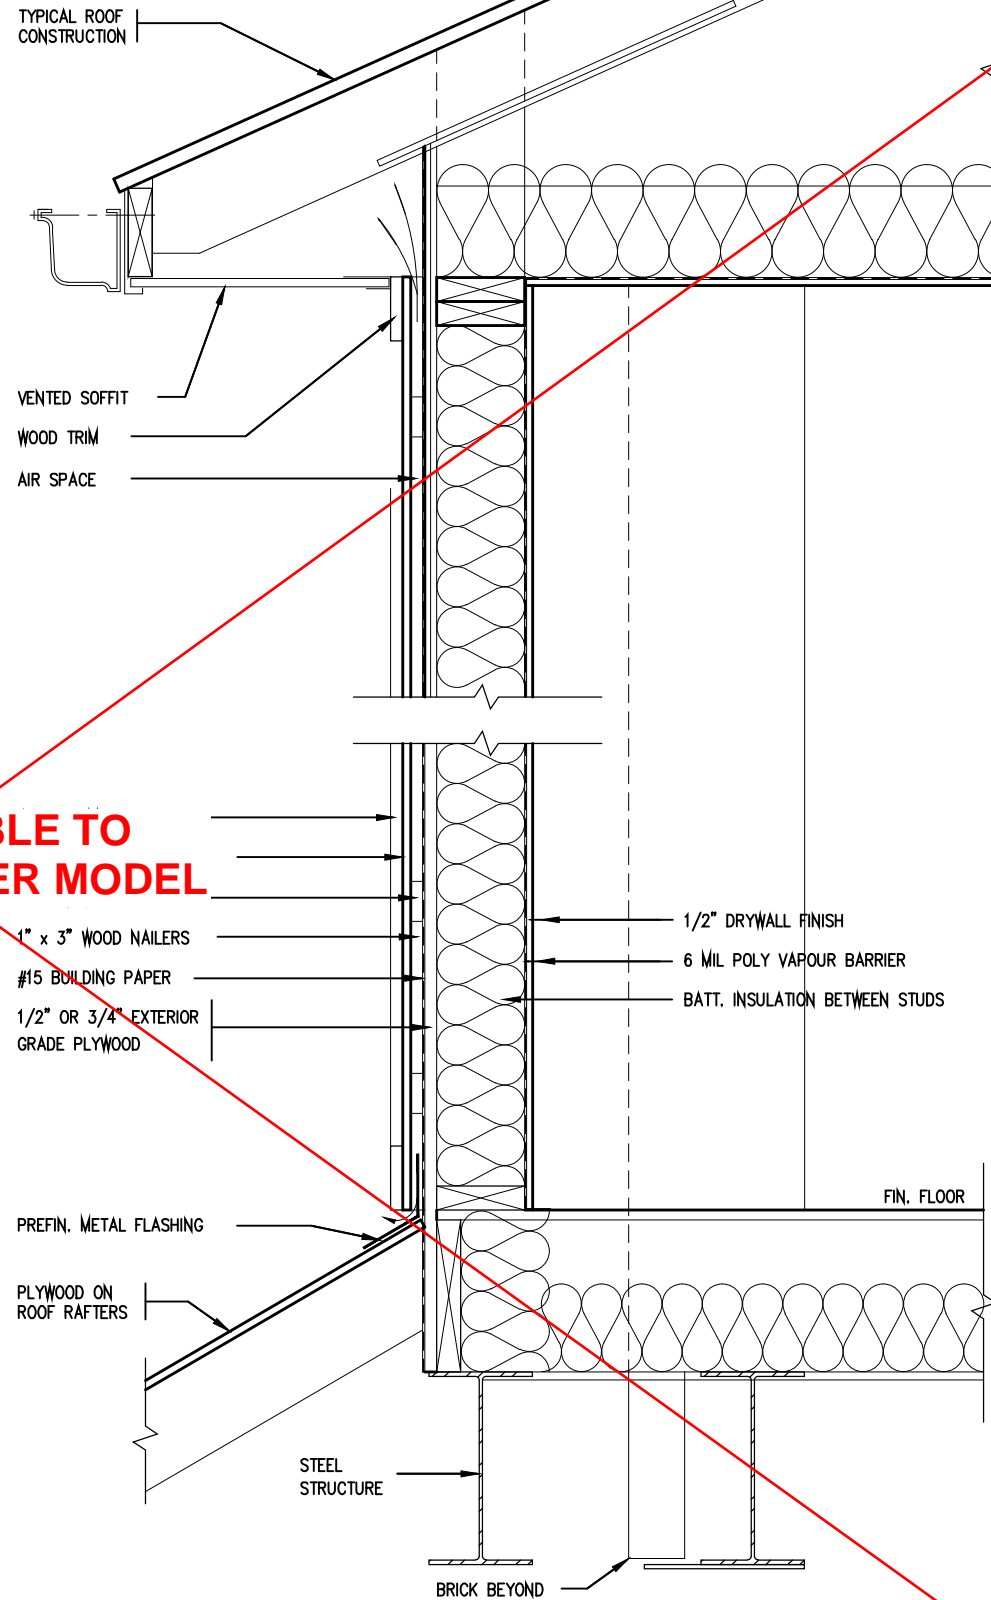 TYPICAL ROOF
CONSTRUCTION
VENTED SOFFIT
WOOD TRIM
AIR SPACE
BLE TO
ER MODEL
1" x 3" WOOD NAILERS
#15 BUILDING PAPER
1/2" OR 3/4" EXTERIOR
GRADE PLYWOOD
1/2" DRYWALL FINISH
6 MIL POLY VAPOUR BARRIER
BATT. INSULATION BETWEEN STUDS
FIN. FLOOR
PREFIN. METAL FLASHING
PLYWOOD ON
ROOF RAFTERS
STEEL
STRUCTURE
BRICK BEYOND